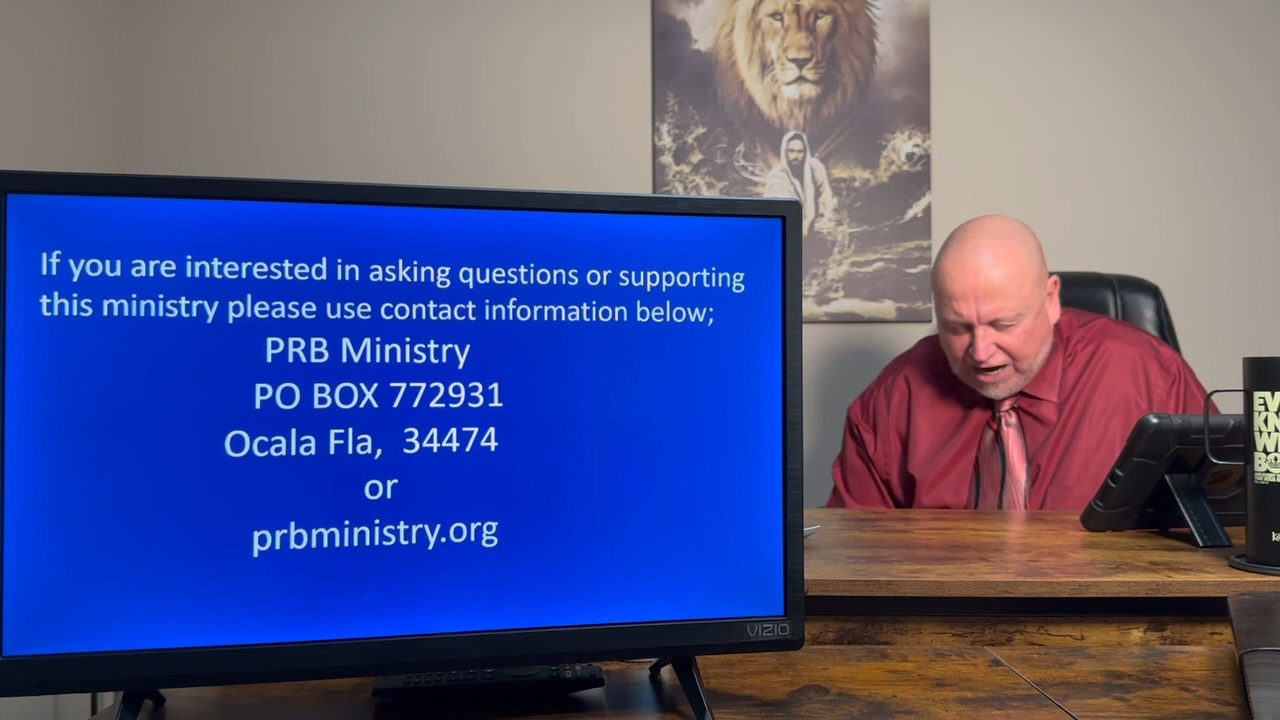 If you are interested in asking questions or supporting
this ministry please use contact information below;
PRB Ministry
PO BOX 772931
Ocala Fla, 34474
or
prbministry.org
VIZIO